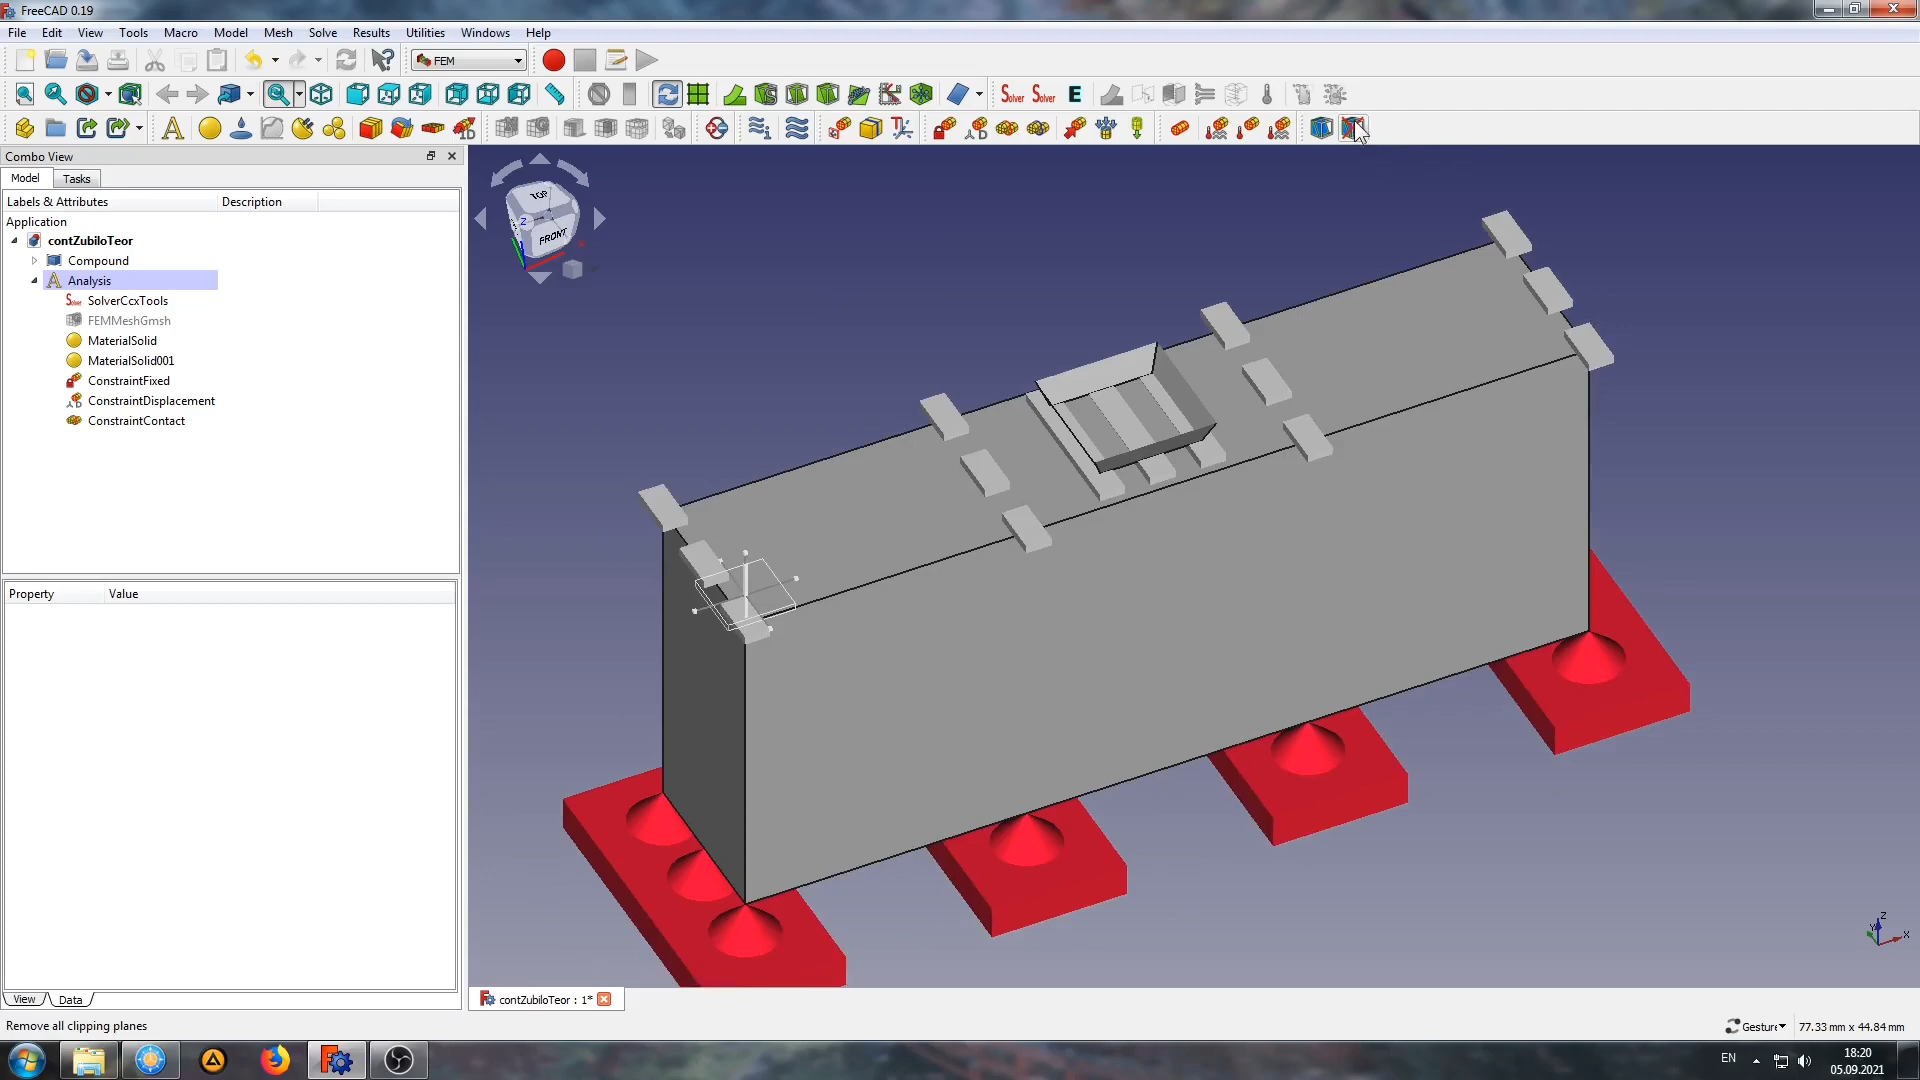 FreeCAD 0.19
File Edit View Tools Macro Model Mesh Solve Results Utilities Windows Help
FEM
Solver Solver E
A 1D
Combo View
Model Tasks
Labels & Attributes Description
Application
contZubiloTeor
Compound
Analysis
SolverCcxTools
FEMMeshGmsh
MaterialSolid
MaterialSolid001
ConstraintFixed
ConstraintDisplacement
ConstraintContact
TOP
FRONT
Z
Property Value
Z
Y
X
View Data
contZubiloTeor : 1*
Remove all clipping planes
Gesture 77.33 mm x 44.84 mm
EN
18:20
05.09.2021